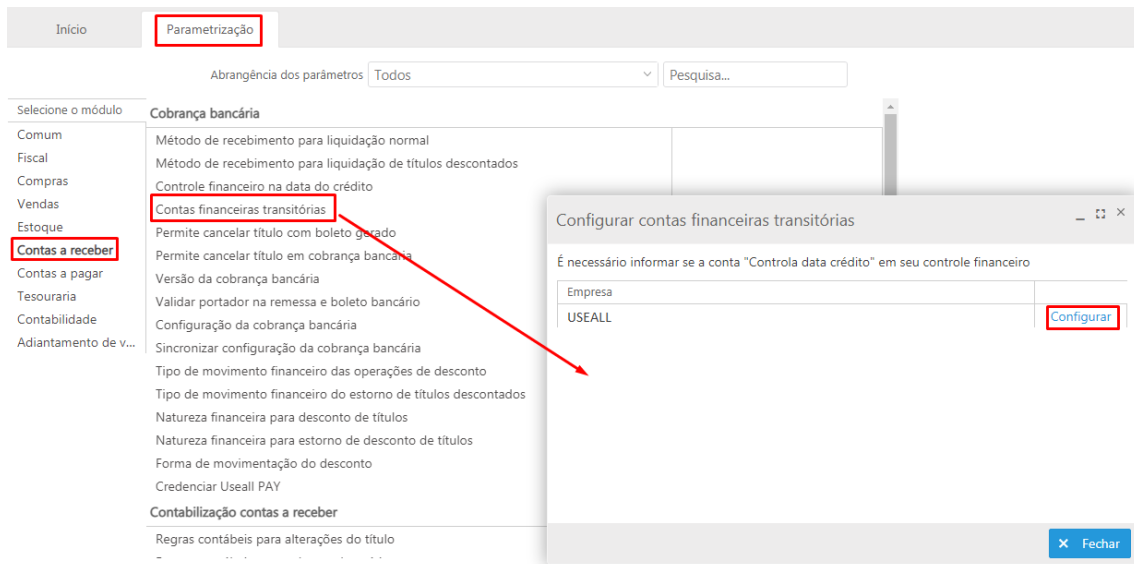 Início
Parametrização
Abrangência dos parâmetros
Todos
Pesquisa...
Selecione o módulo
Comum
Fiscal
Compras
Vendas
Estoque
Contas a receber
Contas a pagar
Tesouraria
Contabilidade
Adiantamento de v...
Cobrança bancária
Método de recebimento para liquidação normal
Método de recebimento para liquidação de títulos descontados
Controle financeiro na data do crédito
Contas financeiras transitórias
Permite cancelar título com boleto gerado
Permite cancelar título em cobrança bancária
Versão da cobrança bancária
Validar portador na remessa e boleto bancário
Configuração da cobrança bancária
Sincronizar configuração da cobrança bancária
Tipo de movimento financeiro das operações de desconto
Tipo de movimento financeiro do estorno de títulos descontados
Natureza financeira para desconto de títulos
Natureza financeira para estorno de desconto de títulos
Forma de movimentação do desconto
Credenciar Useall PAY
Contabilização contas a receber
Regras contábeis para alterações do título
Configurar contas financeiras transitórias
É necessário informar se a conta "Controla data crédito" em seu controle financeiro
Empresa
USEALL
Configurar
Fechar